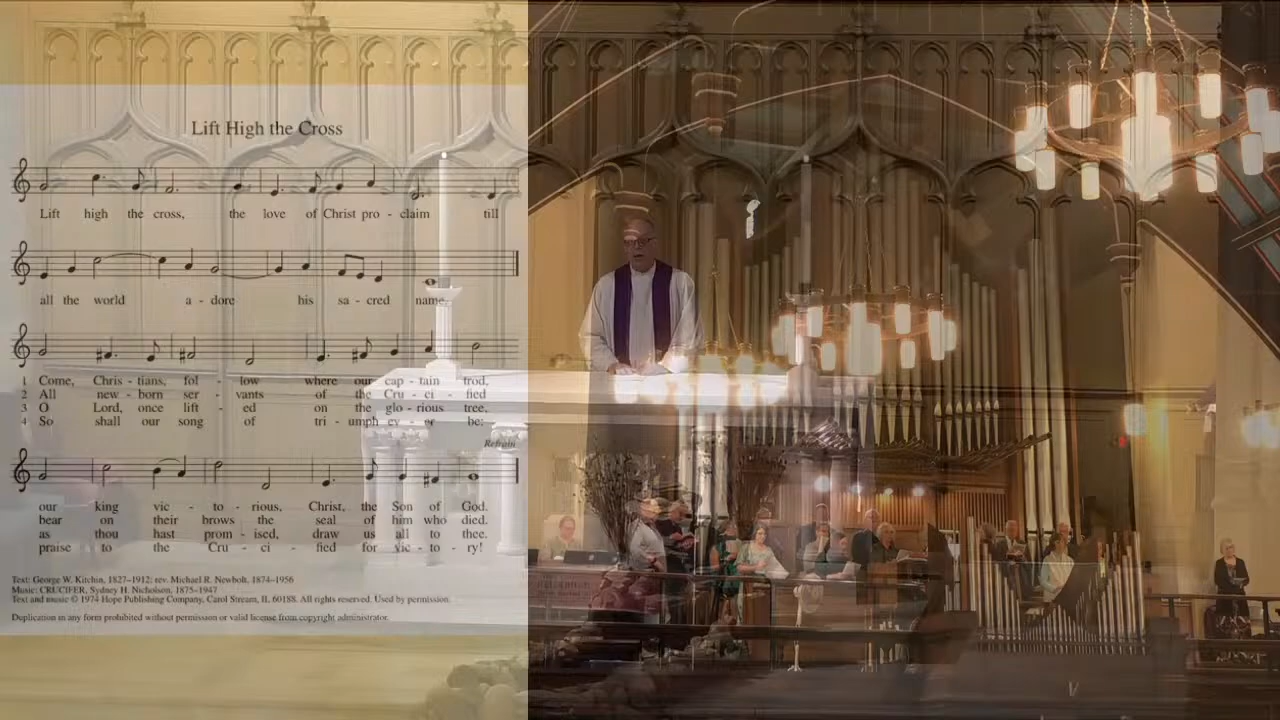 Lift High the Cross
Lift high the cross, the love of Christ pro - claim till
all the world a - dore his sa - cred name.
1 Come, Chris - tians, fol - low where our cap - tain trod,
2 All new - born ser - vants of the Cru - ci - fied
3 O Lord, once lift - ed on the glo - rious tree,
4 So shall our song of tri - umph ev - er be:
Refrain
our king vic - to - rious, Christ, the Son of God.
bear on their brows the seal of him who died.
as thou hast prom - ised, draw us all to thee.
praise to the Cru - ci - fied for vic - to - ry!
Text: George W. Kitchin, 1827–1912; rev. Michael R. Newbolt, 1874–1956
Music: CRUCIFER, Sydney H. Nicholson, 1875–1947
Text and music © 1974 Hope Publishing Company, Carol Stream, IL 60188. All rights reserved. Used by permission.
Duplication in any form prohibited without permission or valid license from copyright administrator.